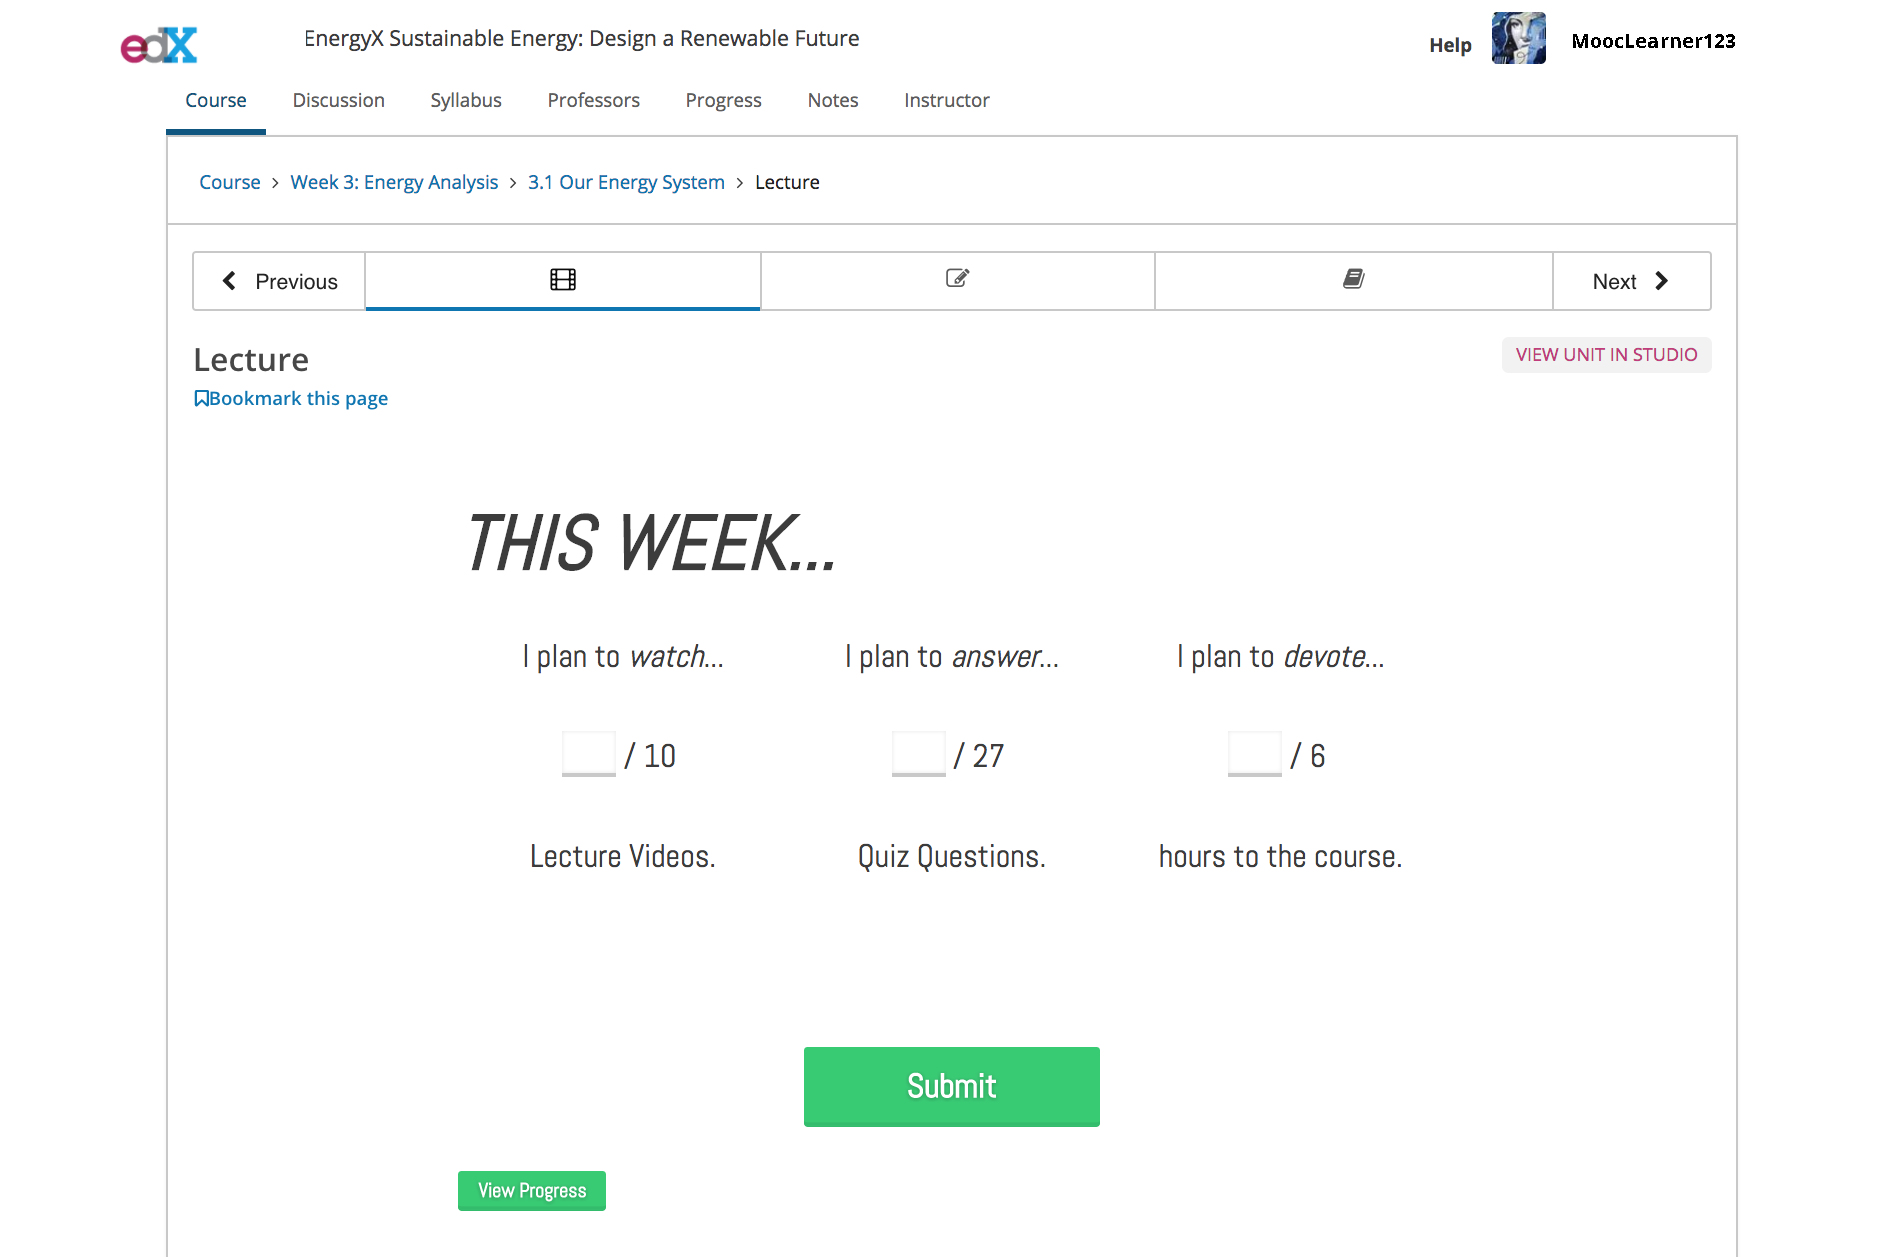 edX
EnergyX Sustainable Energy: Design a Renewable Future
Help
MoocLearner123
Course Discussion Syllabus Professors Progress Notes Instructor
Course > Week 3: Energy Analysis > 3.1 Our Energy System > Lecture
Previous
Next
Lecture
VIEW UNIT IN STUDIO
Bookmark this page
THIS WEEK...
I plan to watch... I plan to answer... I plan to devote...
/ 10 / 27 / 6
Lecture Videos. Quiz Questions. hours to the course.
Submit
View Progress